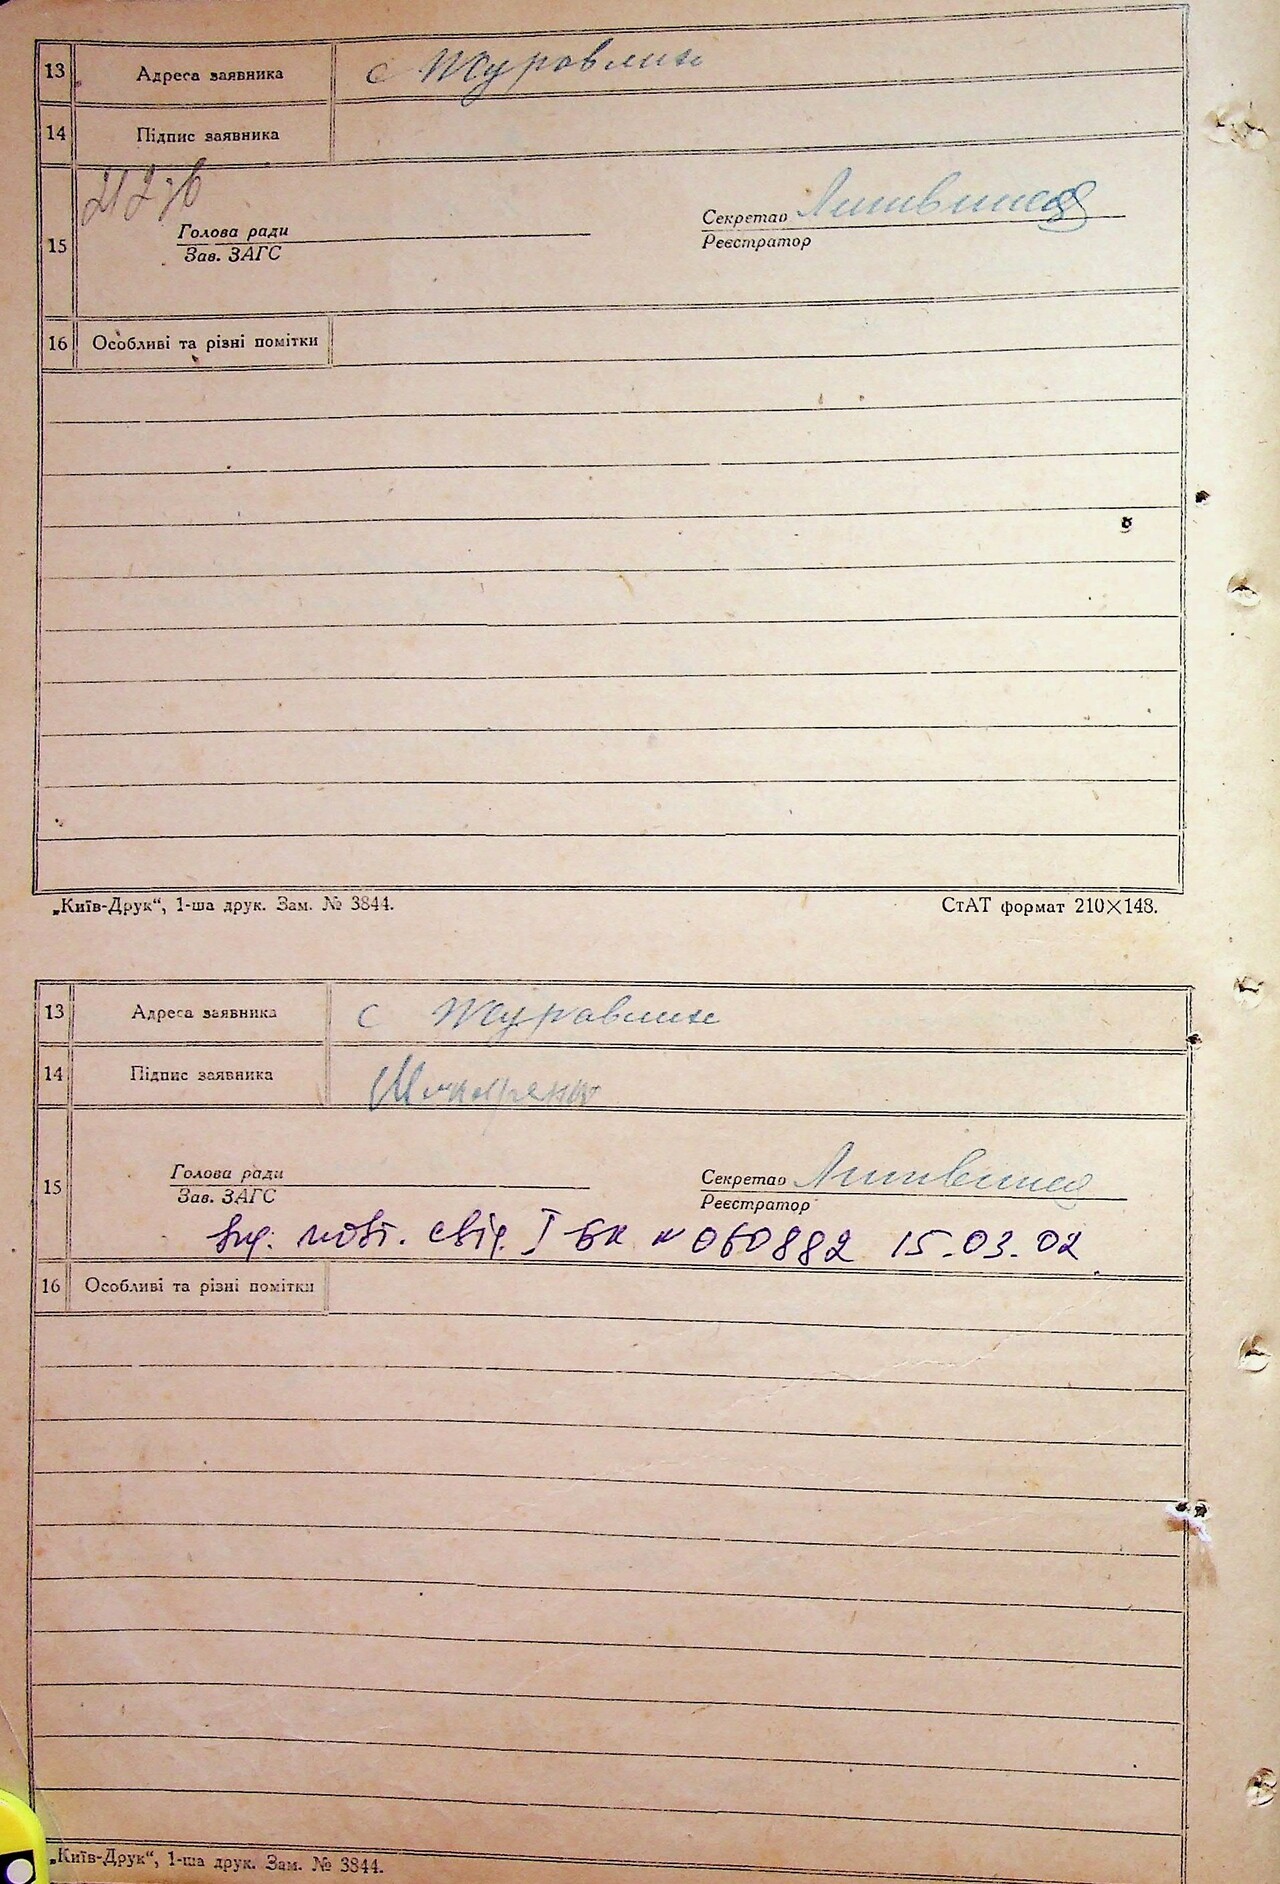 13 Адреса заявника с Журавлин
14 Підпис заявника
Голова ради Секретар Литвинов
15
Зав. ЗАГС Реєстратор
16 Особливі та різні помітки
„Київ-Друк“, 1-ша друк. Зам. № 3844. СтАТ формат 210×148.
13 Адреса заявника с Журавлин
14 Підпис заявника
Голова ради Секретар
15
Зав. ЗАГС Реєстратор
вид. повт. свід. I БК № 060882 15.03.02
16 Особливі та різні помітки
„Київ-Друк“, 1-ша друк. Зам. № 3844.